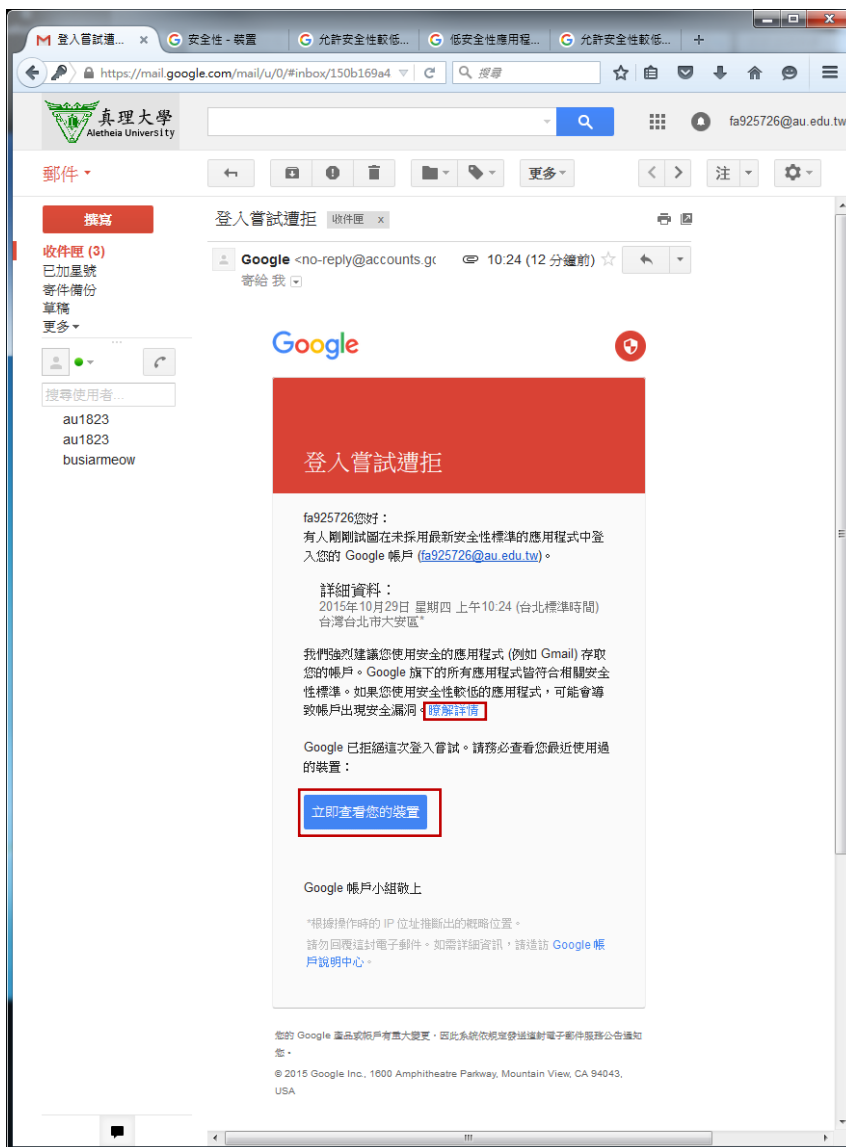 登入嘗試遭... ×
安全性 - 裝置
允許安全性較低...
低安全性應用程...
允許安全性較低...
+
https://mail.google.com/mail/u/0/#inbox/150b169a4
搜尋
真理大學
Aletheia University
fa925726@au.edu.tw
郵件
更多
注
撰寫
登入嘗試遭拒
收件匣 x
收件匣 (3)
已加星號
寄件備份
草稿
更多
Google <no-reply@accounts.gc
10:24 (12 分鐘前)
寄給 我
搜尋使用者...
au1823
au1823
busiarmeow
Google
登入嘗試遭拒
fa925726您好：
有人剛剛試圖在未採用最新安全性標準的應用程式中登
入您的 Google 帳戶 (fa925726@au.edu.tw)。
詳細資料：
2015年10月29日 星期四 上午10:24 (台北標準時間)
台灣台北市大安區*
我們強烈建議您使用安全的應用程式 (例如 Gmail) 存取
您的帳戶。Google 旗下的所有應用程式皆符合相關安全
性標準。如果您使用安全性較低的應用程式，可能會導
致帳戶出現安全漏洞。瞭解詳情
Google 已拒絕這次登入嘗試。請務必查看您最近使用過
的裝置：
立即查看您的裝置
Google 帳戶小組敬上
*根據操作時的 IP 位址推斷出的概略位置。
請勿回覆這封電子郵件。如需詳細資訊，請造訪 Google 帳
戶說明中心。
您的 Google 產品或帳戶有重大變更，因此系統依規定發送這封電子郵件服務公告通知
您。
© 2015 Google Inc., 1600 Amphitheatre Parkway, Mountain View, CA 94043,
USA